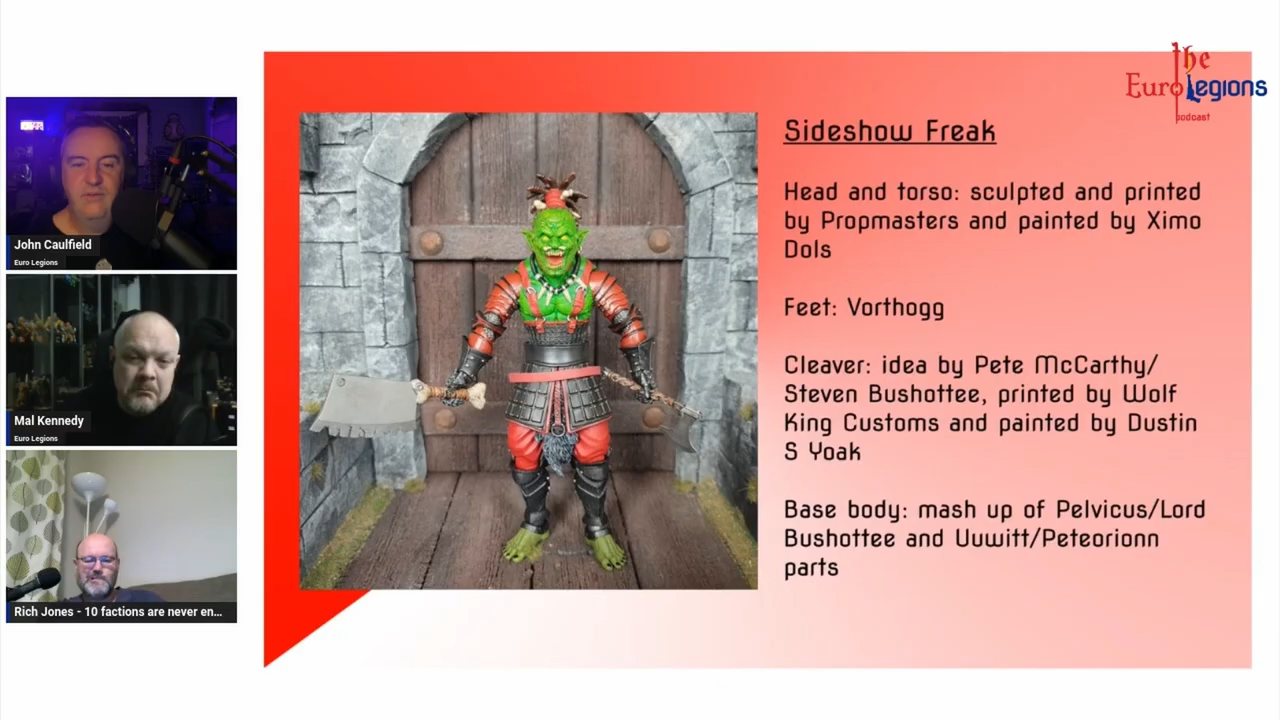 the
Euro Legions
podcast
John Caulfield
Euro Legions
Mal Kennedy
Euro Legions
Rich Jones - 10 factions are never en...
Sideshow Freak
Head and torso: sculpted and printed
by Propmasters and painted by Ximo
Dols
Feet: Vorthogg
Cleaver: idea by Pete McCarthy/
Steven Bushottee, printed by Wolf
King Customs and painted by Dustin
S Yoak
Base body: mash up of Pelvicus/Lord
Bushottee and Uuwitt/Peteorionn
parts